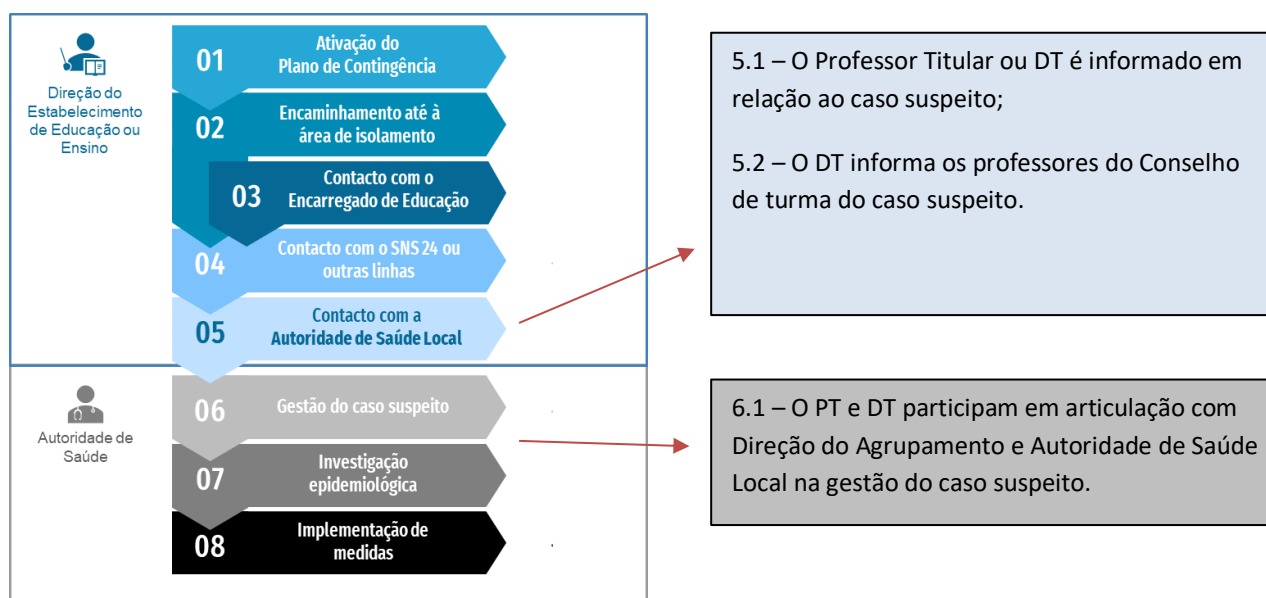 Direção do
Estabelecimento
de Educação ou
Ensino
01
Ativação do
Plano de Contingência
02
Encaminhamento até à
área de isolamento
03
Contacto com o
Encarregado de Educação
04
Contacto com o SNS 24 ou
outras linhas
05
Contacto com a
Autoridade de Saúde Local
5.1 – O Professor Titular ou DT é informado em
relação ao caso suspeito;
5.2 – O DT informa os professores do Conselho
de turma do caso suspeito.
Autoridade de
Saúde
06
Gestão do caso suspeito
07
Investigação
epidemiológica
08
Implementação de
medidas
6.1 – O PT e DT participam em articulação com
Direção do Agrupamento e Autoridade de Saúde
Local na gestão do caso suspeito.